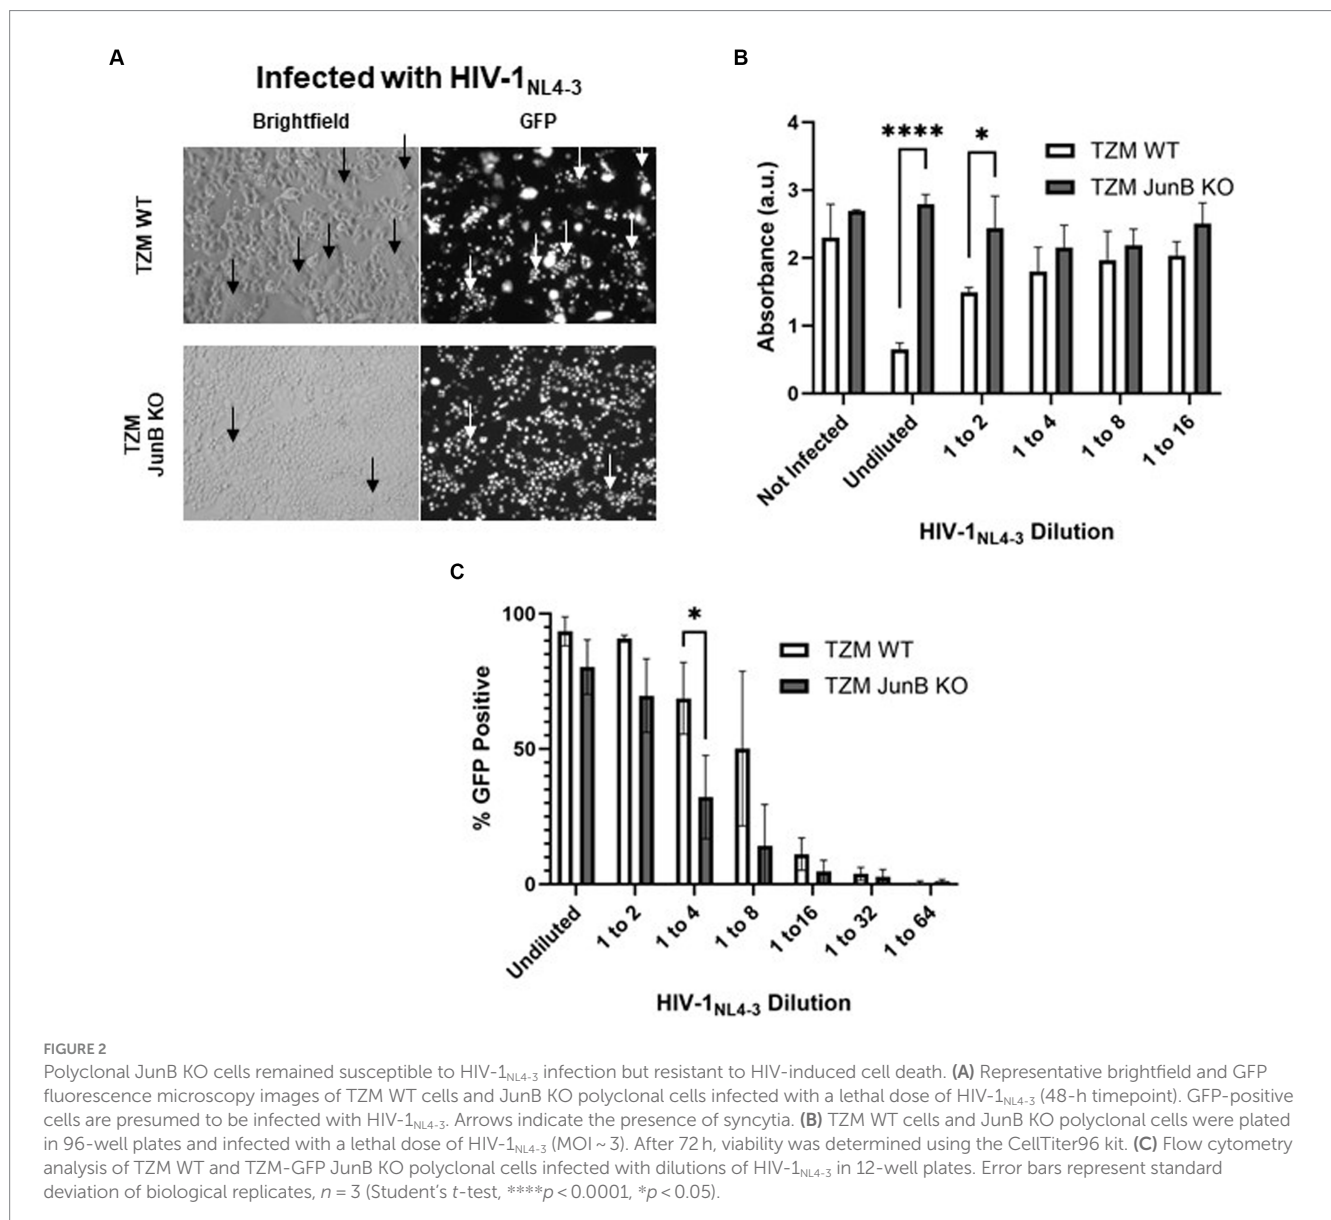 A
Infected with HIV-1NL4-3
Brightfield
GFP
TZM WT
TZM
JunB KO
B
4
3
2
1
0
Absorbance (a.u.)
****
*
TZM WT
TZM JunB KO
Not Infected
Undiluted
1 to 2
1 to 4
1 to 8
1 to 16
HIV-1NL4-3 Dilution
C
100
50
0
% GFP Positive
*
TZM WT
TZM JunB KO
Undiluted
1 to 2
1 to 4
1 to 8
1 to16
1 to 32
1 to 64
HIV-1NL4-3 Dilution
FIGURE 2
Polyclonal JunB KO cells remained susceptible to HIV-1NL4-3 infection but resistant to HIV-induced cell death. (A) Representative brightfield and GFP
fluorescence microscopy images of TZM WT cells and JunB KO polyclonal cells infected with a lethal dose of HIV-1NL4-3 (48-h timepoint). GFP-positive
cells are presumed to be infected with HIV-1NL4-3. Arrows indicate the presence of syncytia. (B) TZM WT cells and JunB KO polyclonal cells were plated
in 96-well plates and infected with a lethal dose of HIV-1NL4-3 (MOI ~ 3). After 72 h, viability was determined using the CellTiter96 kit. (C) Flow cytometry
analysis of TZM WT and TZM-GFP JunB KO polyclonal cells infected with dilutions of HIV-1NL4-3 in 12-well plates. Error bars represent standard
deviation of biological replicates, n = 3 (Student's t-test, ****p < 0.0001, *p < 0.05).